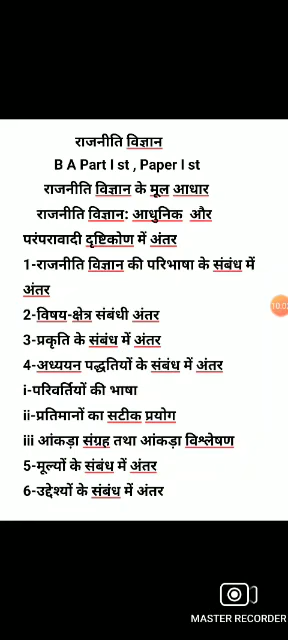 राजनीति विज्ञान
B A Part I st , Paper I st
राजनीति विज्ञान के मूल आधार
राजनीति विज्ञान: आधुनिक और
परंपरावादी दृष्टिकोण में अंतर
1-राजनीति विज्ञान की परिभाषा के संबंध में
अंतर
2-विषय-क्षेत्र संबंधी अंतर
3-प्रकृति के संबंध में अंतर
4-अध्ययन पद्धतियों के संबंध में अंतर
i-परिवर्तियों की भाषा
ii-प्रतिमानों का सटीक प्रयोग
iii आंकड़ा संग्रह तथा आंकड़ा विश्लेषण
5-मूल्यों के संबंध में अंतर
6-उद्देश्यों के संबंध में अंतर
MASTER RECORDER